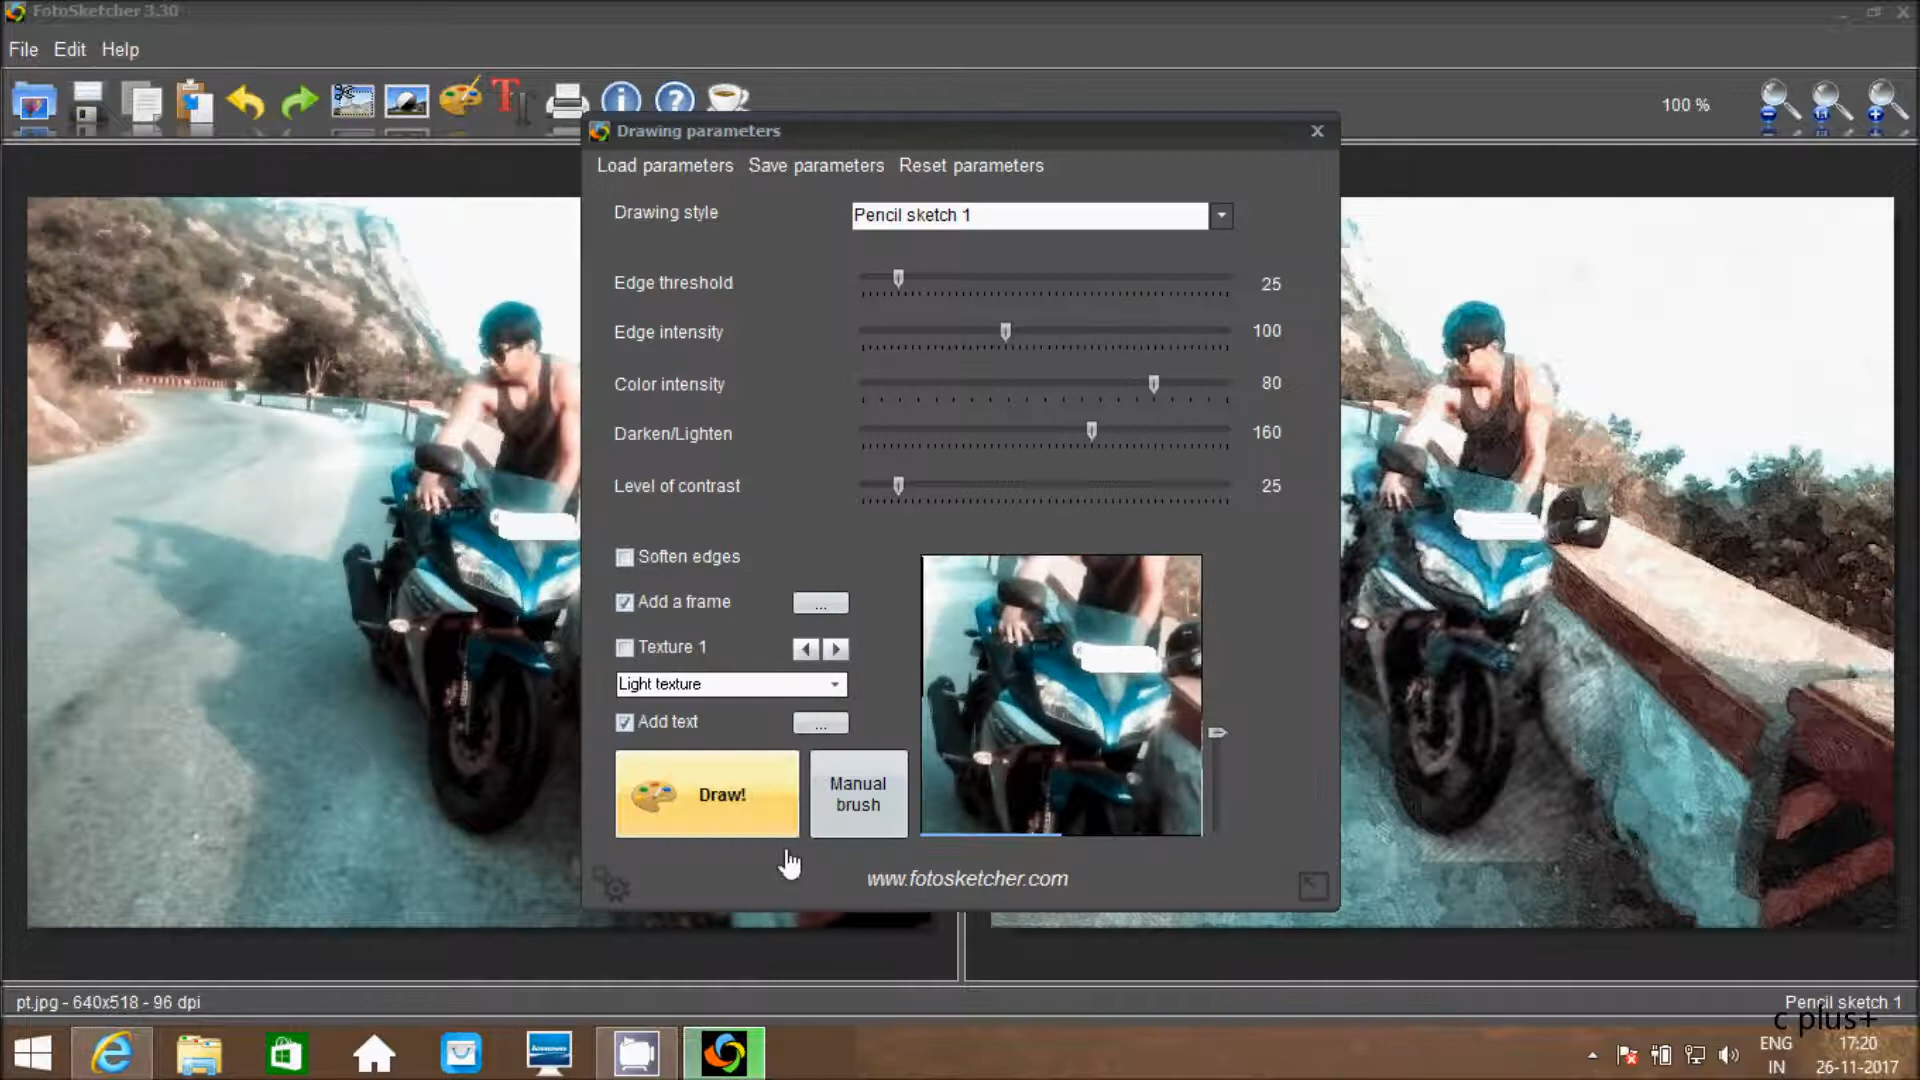 FotoSketcher 3.30
File Edit Help
100 %
Drawing parameters
Load parameters Save parameters Reset parameters
Drawing style Pencil sketch 1
Edge threshold 25
Edge intensity 100
Color intensity 80
Darken/Lighten 160
Level of contrast 25
Soften edges
Add a frame ...
Texture 1
Light texture
Add text ...
Draw!
Manual
brush
www.fotosketcher.com
pt.jpg - 640x518 - 96 dpi
Pencil sketch 1
c plus+
ENG 17:20
IN 26-11-2017